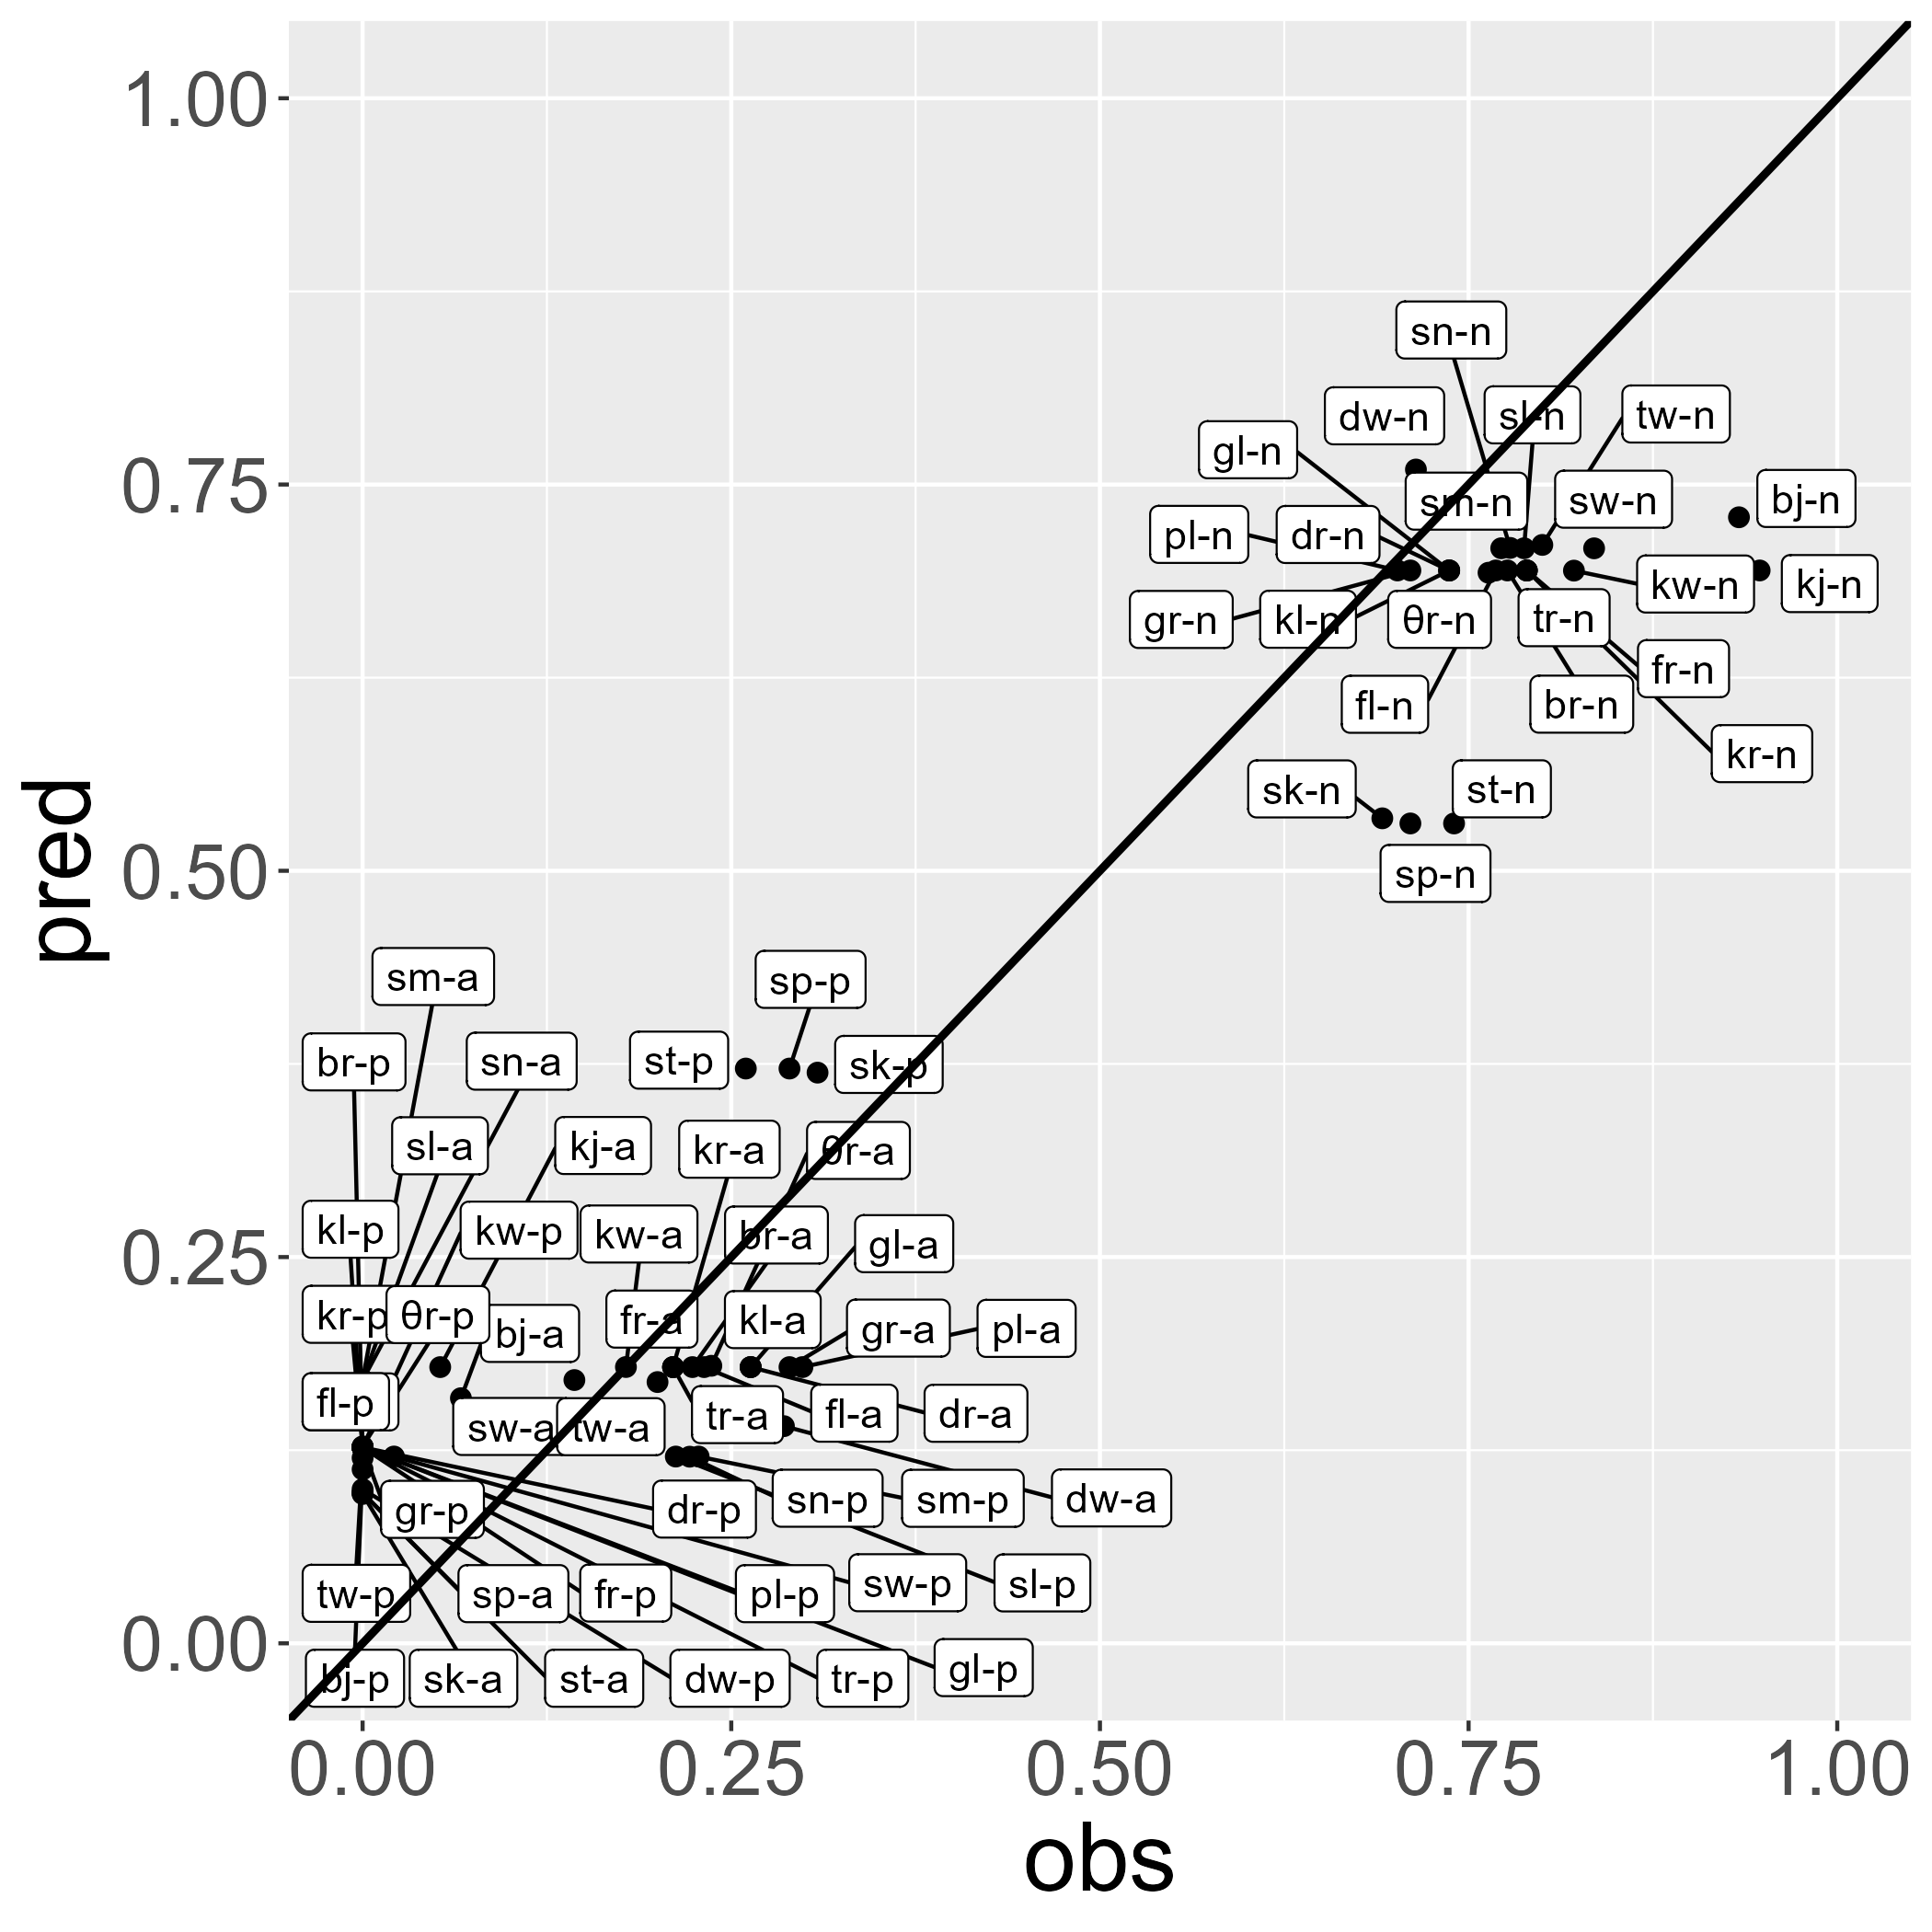 1.00
0.75
0.50
0.25
0.00
pred
sn-n
dw-n
sl-n
tw-n
gl-n
sm-n
sw-n
bj-n
pl-n
dr-n
kw-n
kj-n
gr-n
kl-n
θr-n
tr-n
fr-n
fl-n
br-n
kr-n
sk-n
st-n
sp-n
sm-a
sp-p
br-p
sn-a
st-p
sk-p
sl-a
kj-a
kr-a
θr-a
kl-p
kw-p
kw-a
br-a
gl-a
kr-p
θr-p
bj-a
fr-a
kl-a
gr-a
pl-a
fl-p
sw-a
tw-a
tr-a
fl-a
dr-a
gr-p
dr-p
sn-p
sm-p
dw-a
tw-p
sp-a
fr-p
pl-p
sw-p
sl-p
bj-p
sk-a
st-a
dw-p
tr-p
gl-p
0.00
0.25
0.50
0.75
1.00
obs